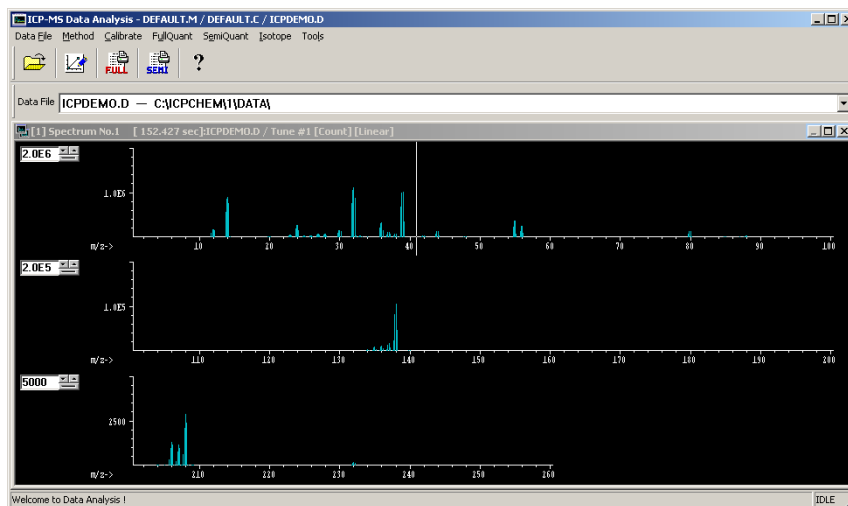 ICP-MS Data Analysis - DEFAULT.M / DEFAULT.C / ICPDEMO.D
Data File Method Calibrate FullQuant SemiQuant Isotope Tools
FULL SEMI ?
Data File ICPDEMO.D — C:\ICPCHEM\1\DATA\
[1] Spectrum No.1 [ 152.427 sec]:ICPDEMO.D / Tune #1 [Count] [Linear]
2.0E6
1.0E6
m/z-> 10 20 30 40 50 60 70 80 90 100
2.0E5
1.0E5
m/z-> 110 120 130 140 150 160 170 180 190 200
5000
2500
m/z-> 210 220 230 240 250 260
Welcome to Data Analysis ! IDLE